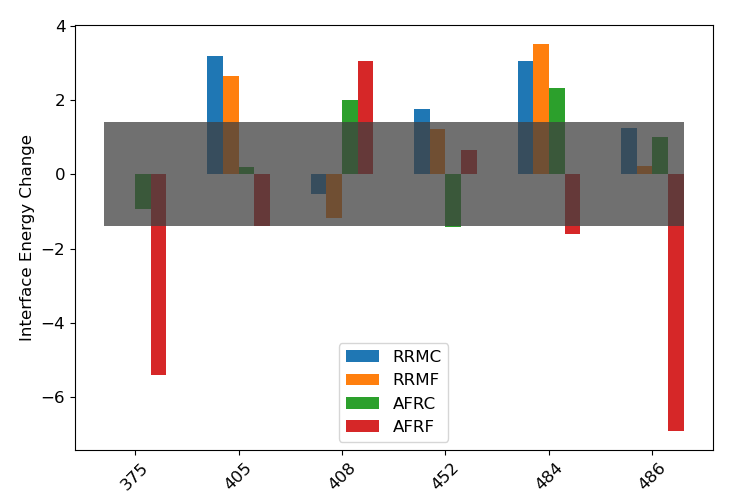 Interface Energy Change
4
2
0
−2
−4
−6
RRMC
RRMF
AFRC
AFRF
375
405
408
452
484
486